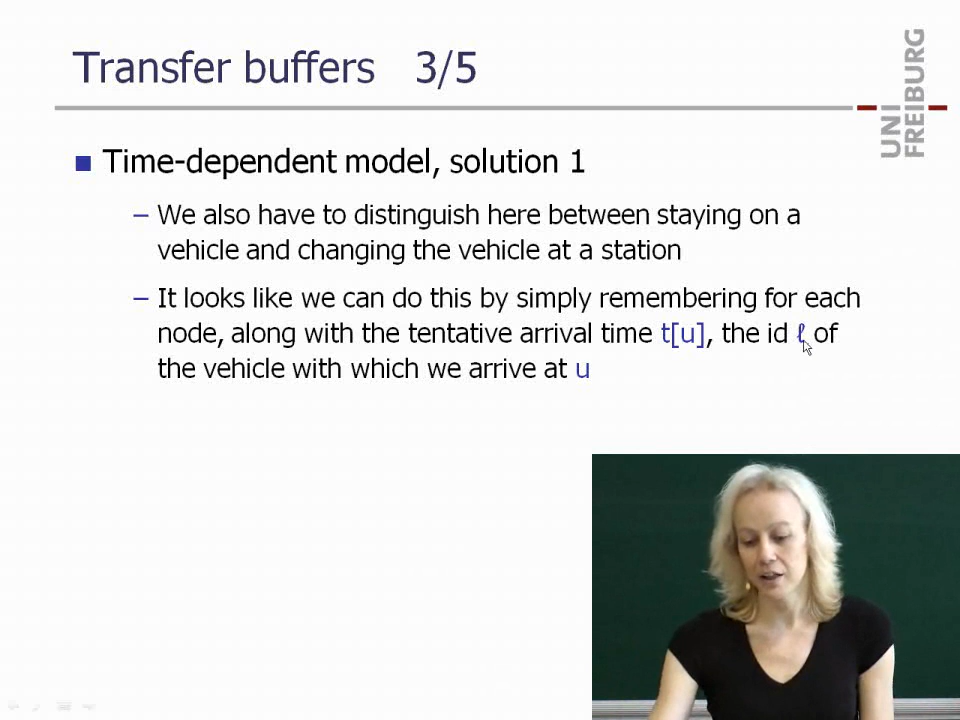 Transfer buffers 3/5
UNI
FREIBURG
■ Time-dependent model, solution 1
– We also have to distinguish here between staying on a
vehicle and changing the vehicle at a station
– It looks like we can do this by simply remembering for each
node, along with the tentative arrival time t[u], the id ℓ of
the vehicle with which we arrive at u